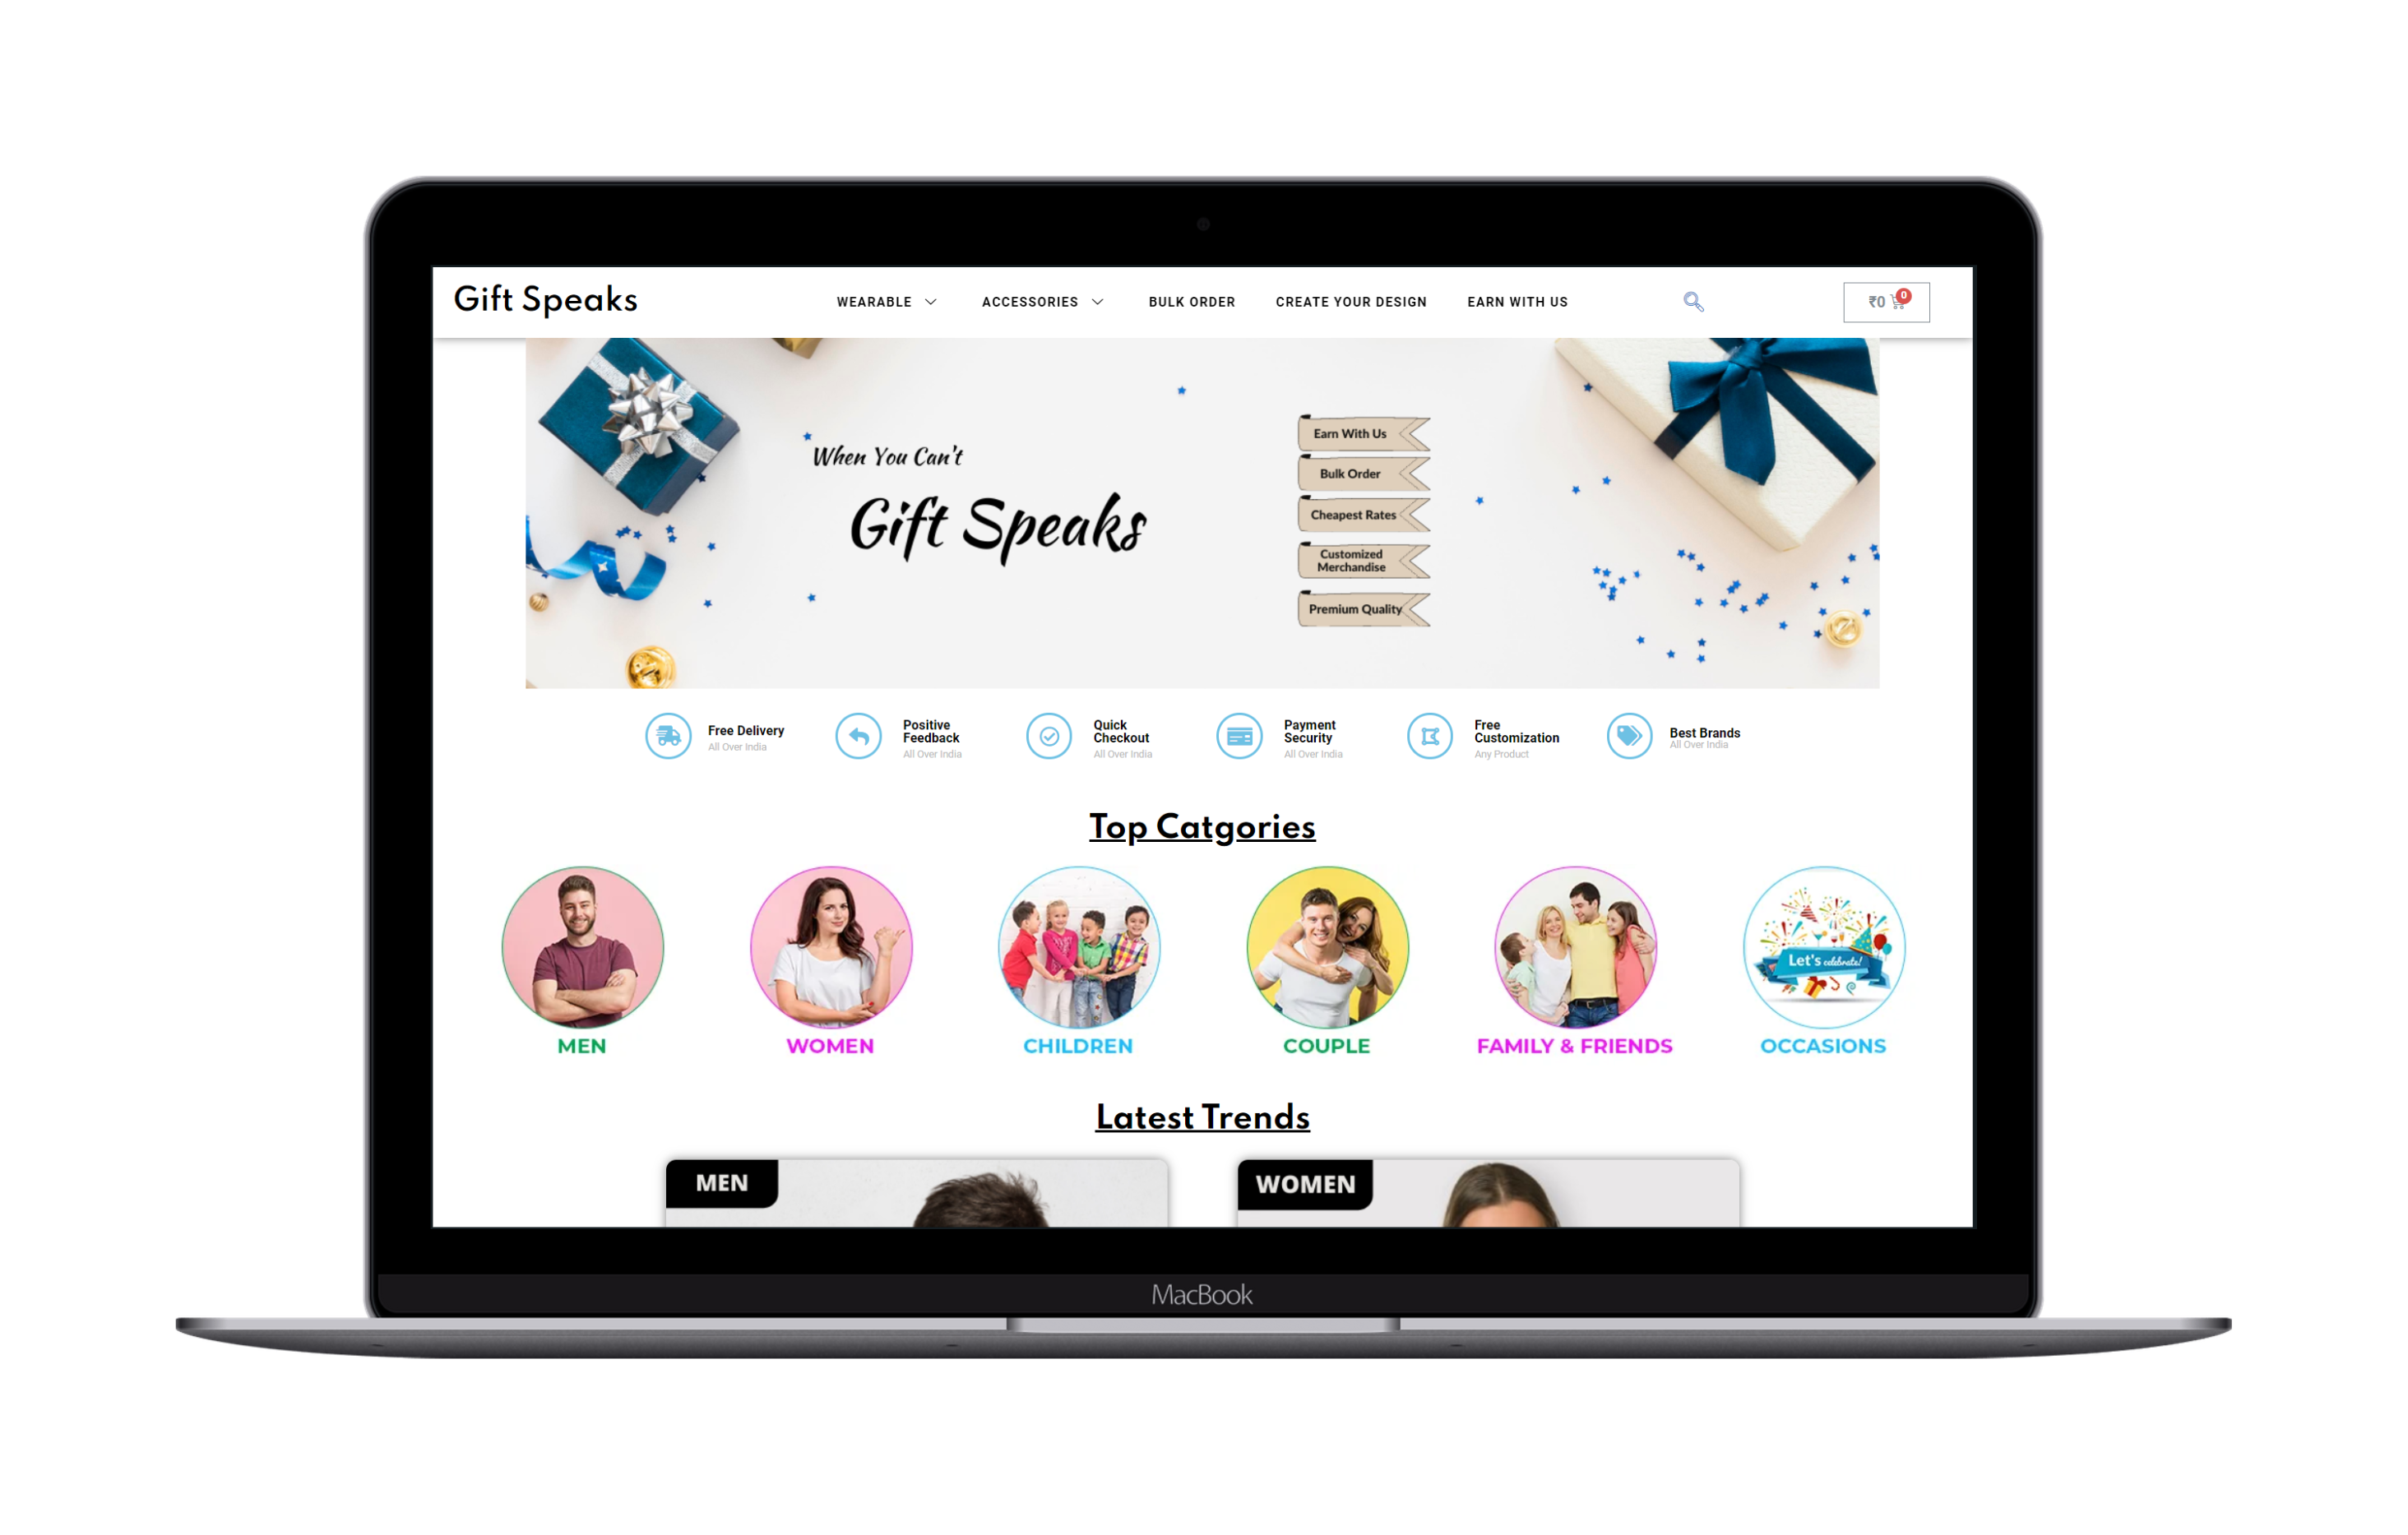 Gift Speaks
WEARABLE
ACCESSORIES
BULK ORDER
CREATE YOUR DESIGN
EARN WITH US
₹0
0
When You Can't
Gift Speaks
Earn With Us
Bulk Order
Cheapest Rates
Customized
Merchandise
Premium Quality
Free Delivery
All Over India
Positive
Feedback
All Over India
Quick
Checkout
All Over India
Payment
Security
All Over India
Free
Customization
Any Product
Best Brands
All Over India
Top Catgories
Let's celebrate!
MEN
WOMEN
CHILDREN
COUPLE
FAMILY & FRIENDS
OCCASIONS
Latest Trends
MEN
WOMEN
MacBook